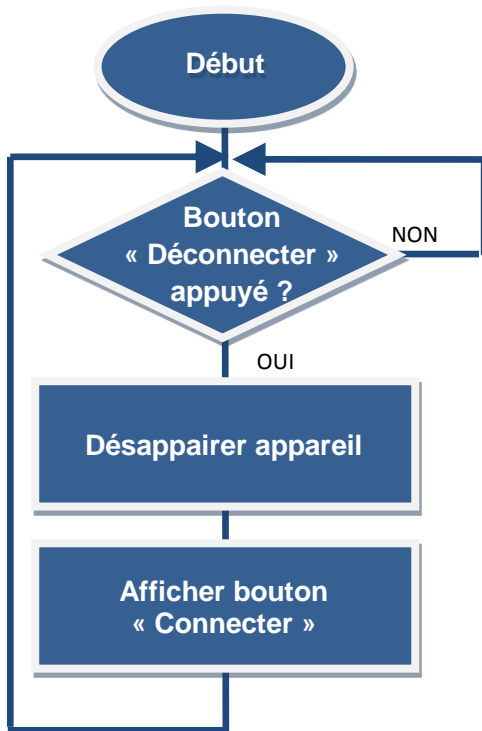 Début
Bouton
« Déconnecter »
appuyé ?
NON
OUI
Désappairer appareil
Afficher bouton
« Connecter »